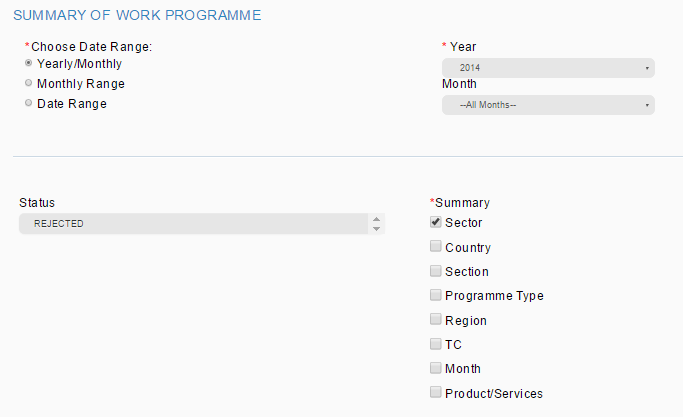 SUMMARY OF WORK PROGRAMME
*Choose Date Range:
Yearly/Monthly
Monthly Range
Date Range
* Year
2014
Month
--All Months--
Status
REJECTED
*Summary
Sector
Country
Section
Programme Type
Region
TC
Month
Product/Services